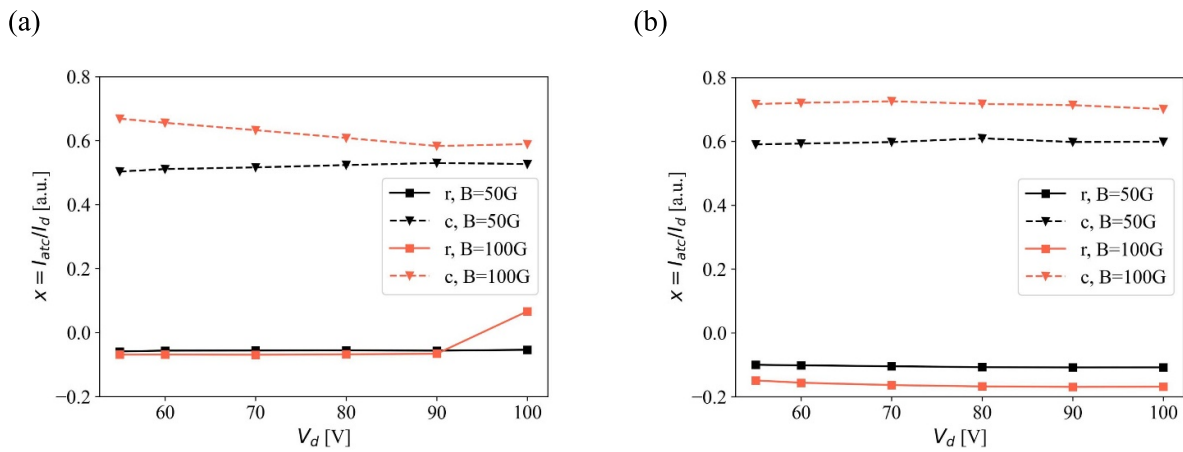 (a)
0.8
0.6
0.4
0.2
0.0
−0.2
x = I_atc/I_d [a.u.]
r, B=50G
c, B=50G
r, B=100G
c, B=100G
60 70 80 90 100
V_d [V]
(b)
0.8
0.6
0.4
0.2
0.0
−0.2
x = I_atc/I_d [a.u.]
r, B=50G
c, B=50G
r, B=100G
c, B=100G
60 70 80 90 100
V_d [V]